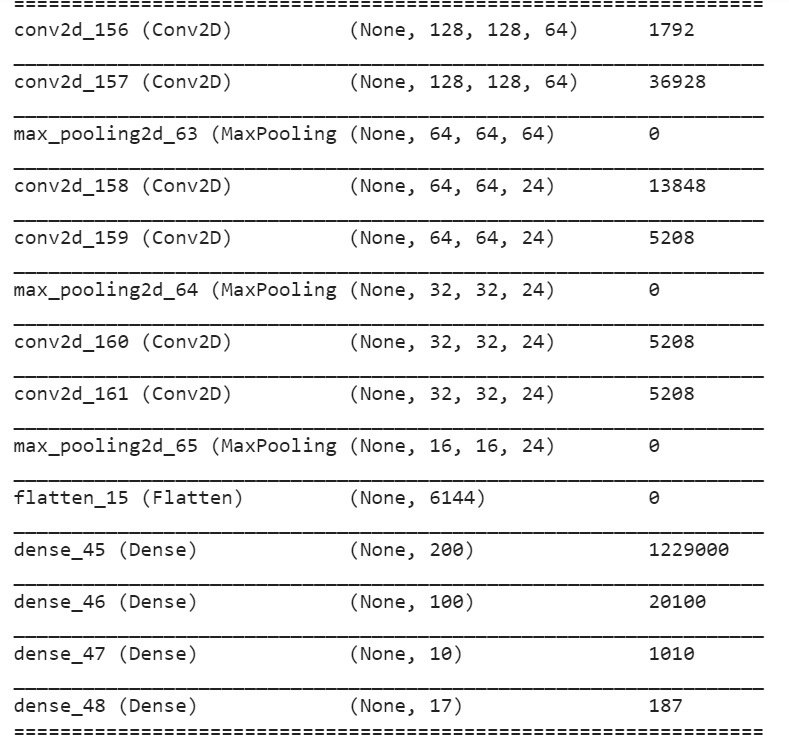 =================================================================
conv2d_156 (Conv2D) (None, 128, 128, 64) 1792
_________________________________________________________________
conv2d_157 (Conv2D) (None, 128, 128, 64) 36928
_________________________________________________________________
max_pooling2d_63 (MaxPooling (None, 64, 64, 64) 0
_________________________________________________________________
conv2d_158 (Conv2D) (None, 64, 64, 24) 13848
_________________________________________________________________
conv2d_159 (Conv2D) (None, 64, 64, 24) 5208
_________________________________________________________________
max_pooling2d_64 (MaxPooling (None, 32, 32, 24) 0
_________________________________________________________________
conv2d_160 (Conv2D) (None, 32, 32, 24) 5208
_________________________________________________________________
conv2d_161 (Conv2D) (None, 32, 32, 24) 5208
_________________________________________________________________
max_pooling2d_65 (MaxPooling (None, 16, 16, 24) 0
_________________________________________________________________
flatten_15 (Flatten) (None, 6144) 0
_________________________________________________________________
dense_45 (Dense) (None, 200) 1229000
_________________________________________________________________
dense_46 (Dense) (None, 100) 20100
_________________________________________________________________
dense_47 (Dense) (None, 10) 1010
_________________________________________________________________
dense_48 (Dense) (None, 17) 187
=================================================================